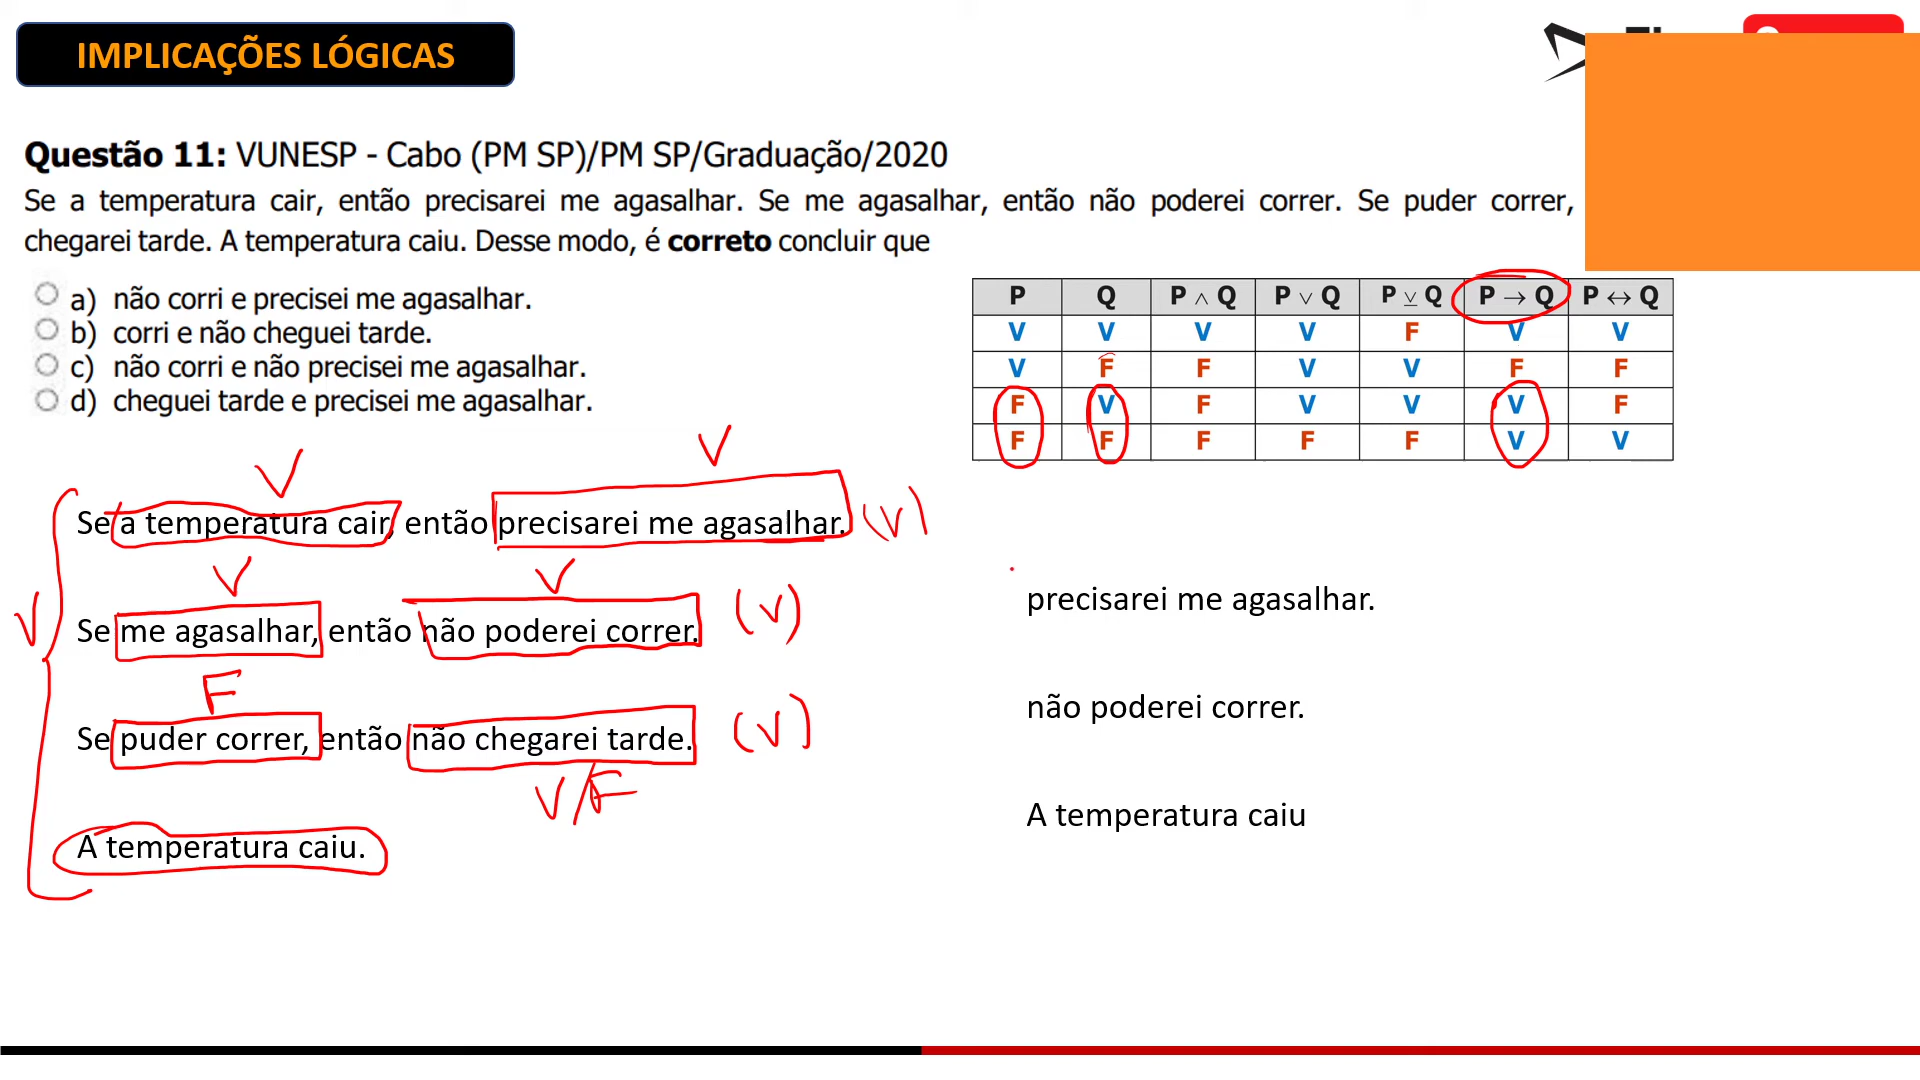 IMPLICAÇÕES LÓGICAS
Questão 11: VUNESP - Cabo (PM SP)/PM SP/Graduação/2020
Se a temperatura cair, então precisarei me agasalhar. Se me agasalhar, então não poderei correr. Se puder correr,
chegarei tarde. A temperatura caiu. Desse modo, é correto concluir que
a) não corri e precisei me agasalhar.
b) corri e não cheguei tarde.
c) não corri e não precisei me agasalhar.
d) cheguei tarde e precisei me agasalhar.
P Q P ∧ Q P ∨ Q P ⊻ Q P → Q P ↔ Q
V V V V F V V
V F F V V F F
F V F V V V F
F F F F F V V
V V
Se a temperatura cair, então precisarei me agasalhar. (V)
V V
Se me agasalhar, então não poderei correr. (V)
V
F
Se puder correr, então não chegarei tarde. (V)
V/F
A temperatura caiu.
precisarei me agasalhar.
não poderei correr.
A temperatura caiu